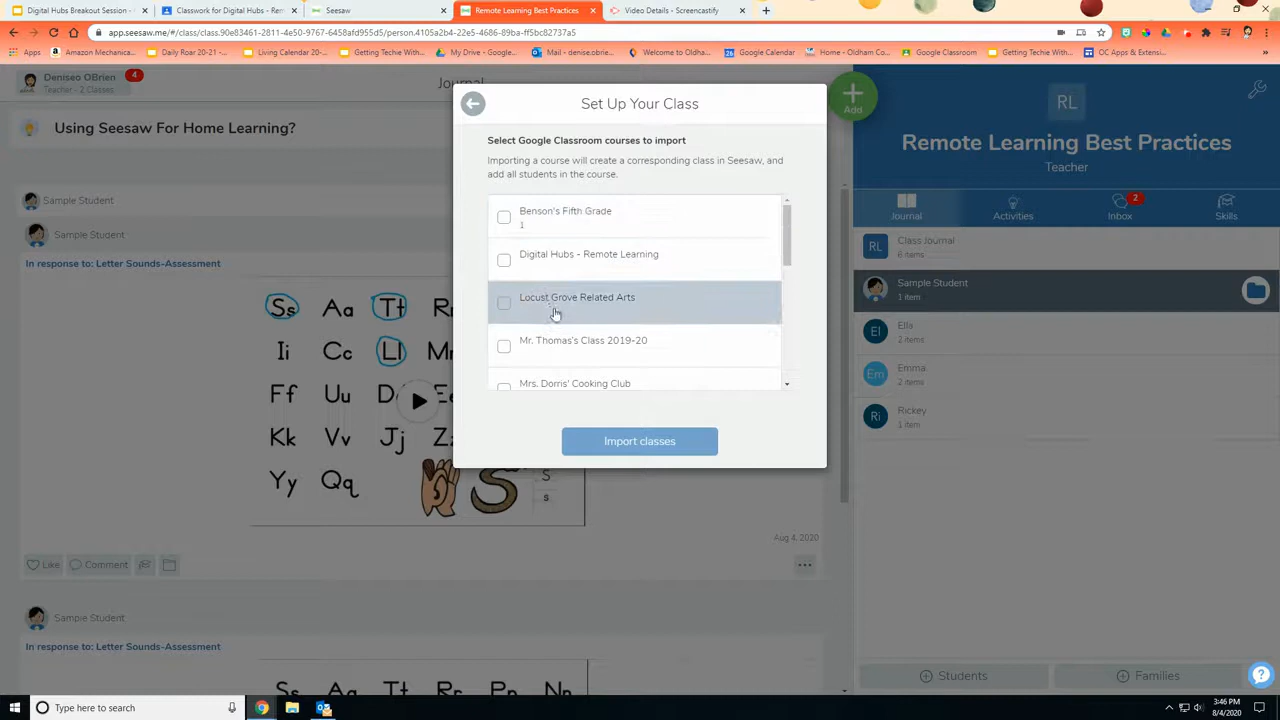 Digital Hubs Breakout Session -
Classwork for Digital Hubs - Rem
Seesaw
Remote Learning Best Practices
Video Details - Screencastify
app.seesaw.me/#/class/class.90e83461-2811-4e50-9767-6458afd955d5/person.4105a2b4-22e5-4686-89ba-ff5bc82737a5
Apps
Amazon Mechanica...
Daily Roar 20-21 -...
Living Calendar 20-...
Getting Techie Wit...
My Drive - Google...
Mail - denise.obrie...
Welcome to Oldha...
Google Calendar
Home - Oldham Co...
Google Classroom
Getting Techie With...
OC Apps & Extensi...
DeniseO OBrien
Teacher - 2 Classes
4
Journal
Using Seesaw For Home Learning?
Sample Student
Sample Student
In response to: Letter Sounds-Assessment
Ss Aa Tt
Ii Cc Ll
Ff Uu
Kk Vv Jj
Yy Qq
S
s
Aug 4, 2020
Like
Comment
Sample Student
In response to: Letter Sounds-Assessment
Set Up Your Class
Select Google Classroom courses to import
Importing a course will create a corresponding class in Seesaw, and
add all students in the course.
Benson's Fifth Grade
1
Digital Hubs - Remote Learning
Locust Grove Related Arts
Mr. Thomas's Class 2019-20
Mrs. Dorris' Cooking Club
Import classes
Add
RL
Remote Learning Best Practices
Teacher
Journal
Activities
2
Inbox
Skills
RL
Class Journal
6 items
Sample Student
1 item
El
Ella
2 items
Em
Emma
2 items
Ri
Rickey
1 item
Students
Families
?
Type here to search
3:46 PM
8/4/2020